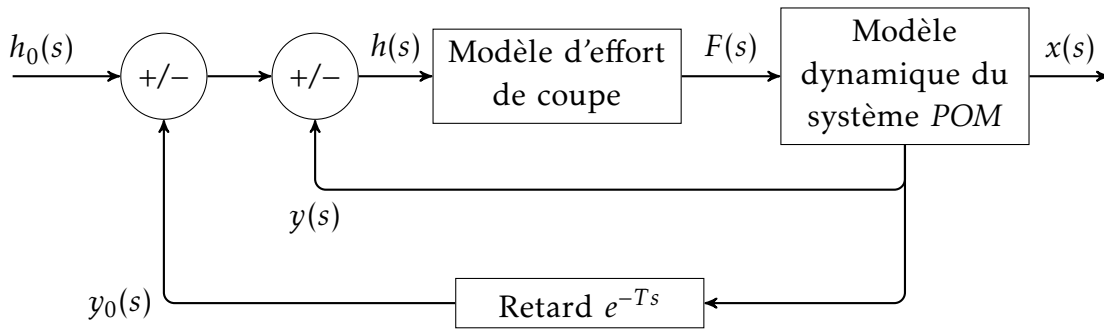 h₀(s)
+/−
+/−
h(s)
Modèle d'effort
de coupe
F(s)
Modèle
dynamique du
système POM
x(s)
y(s)
y₀(s)
Retard e⁻ᵀˢ